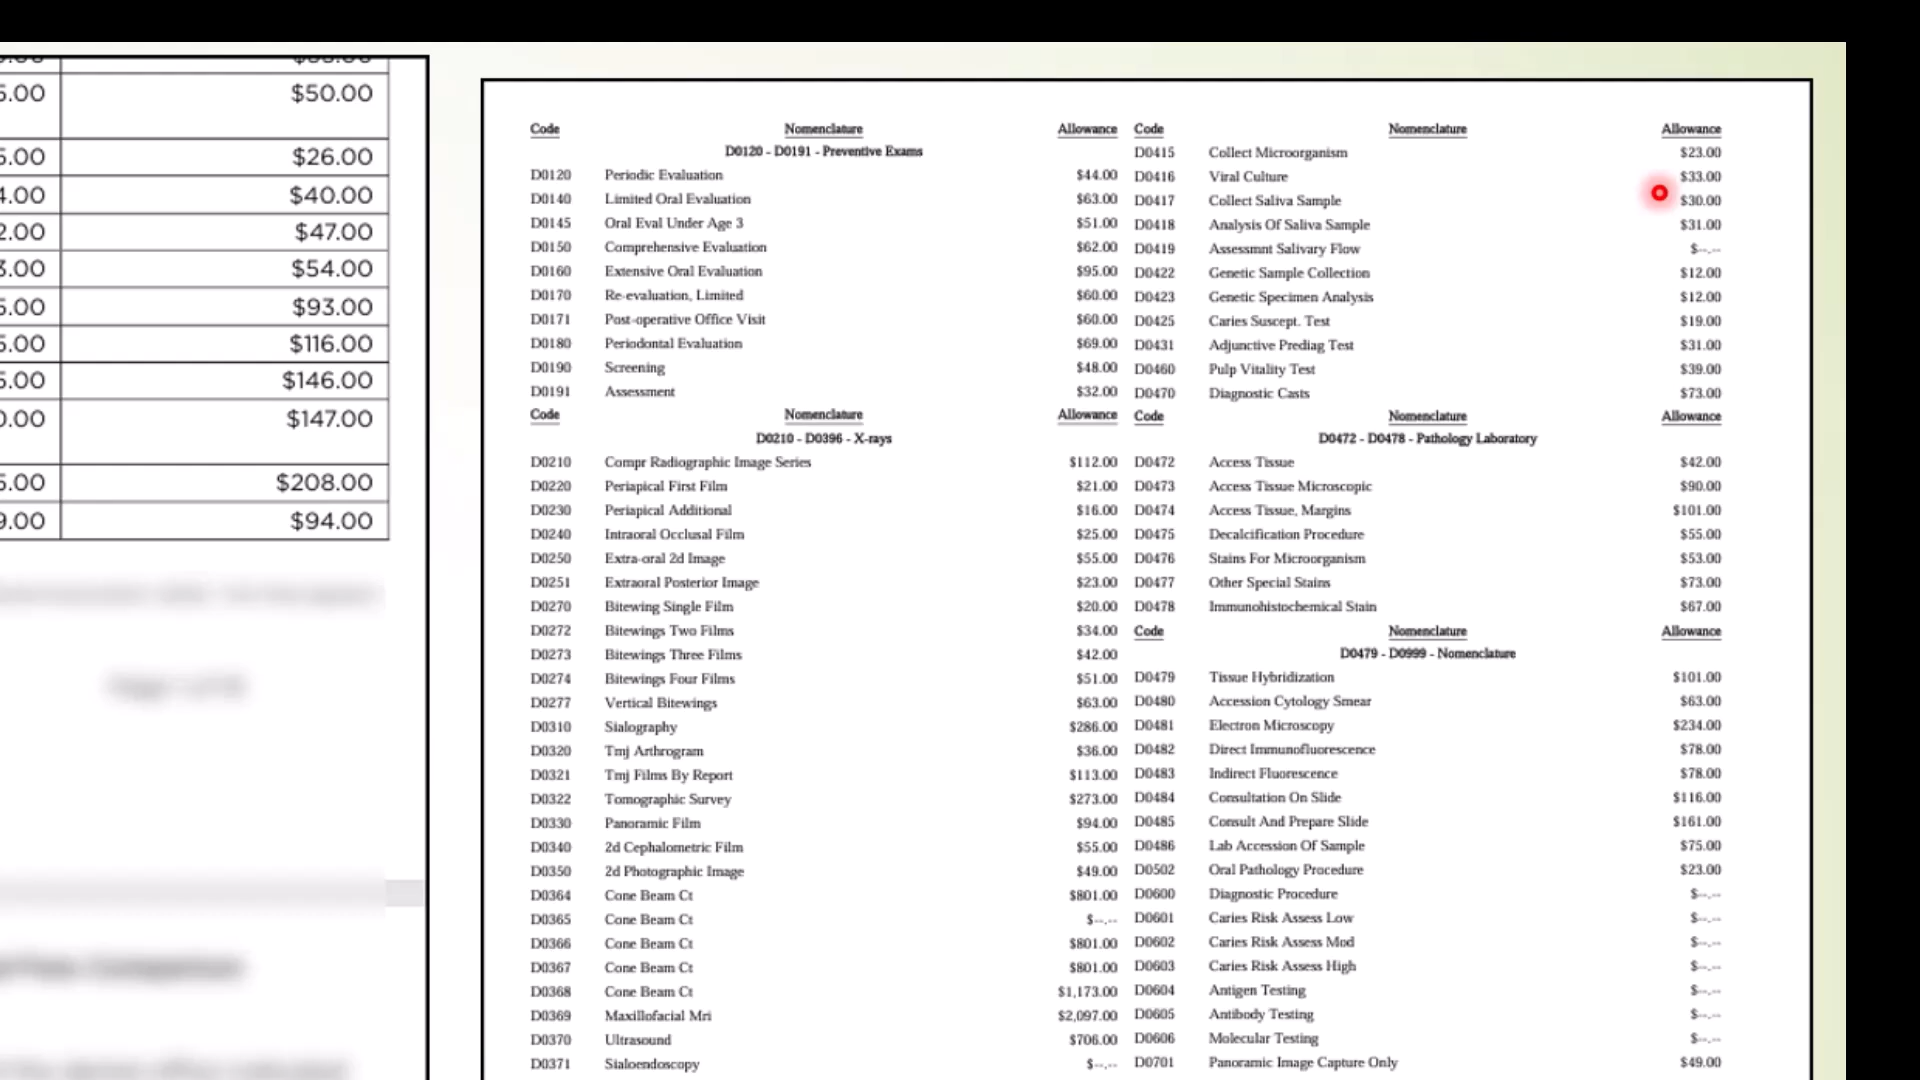 $50.00
$26.00
$40.00
$47.00
$54.00
$93.00
$116.00
$146.00
$147.00
$208.00
$94.00
Code Nomenclature Allowance
D0120 - D0191 - Preventive Exams
D0120 Periodic Evaluation $44.00
D0140 Limited Oral Evaluation $63.00
D0145 Oral Eval Under Age 3 $51.00
D0150 Comprehensive Evaluation $62.00
D0160 Extensive Oral Evaluation $95.00
D0170 Re-evaluation, Limited $60.00
D0171 Post-operative Office Visit $60.00
D0180 Periodontal Evaluation $69.00
D0190 Screening $48.00
D0191 Assessment $32.00
Code Nomenclature Allowance
D0210 - D0396 - X-rays
D0210 Compr Radiographic Image Series $112.00
D0220 Periapical First Film $21.00
D0230 Periapical Additional $16.00
D0240 Intraoral Occlusal Film $25.00
D0250 Extra-oral 2d Image $55.00
D0251 Extraoral Posterior Image $23.00
D0270 Bitewing Single Film $20.00
D0272 Bitewings Two Films $34.00
D0273 Bitewings Three Films $42.00
D0274 Bitewings Four Films $51.00
D0277 Vertical Bitewings $63.00
D0310 Sialography $286.00
D0320 Tmj Arthrogram $36.00
D0321 Tmj Films By Report $113.00
D0322 Tomographic Survey $273.00
D0330 Panoramic Film $94.00
D0340 2d Cephalometric Film $55.00
D0350 2d Photographic Image $49.00
D0364 Cone Beam Ct $801.00
D0365 Cone Beam Ct $--.--
D0366 Cone Beam Ct $801.00
D0367 Cone Beam Ct $801.00
D0368 Cone Beam Ct $1,173.00
D0369 Maxillofacial Mri $2,097.00
D0370 Ultrasound $706.00
D0371 Sialoendoscopy $--.--
Code Nomenclature Allowance
D0415 Collect Microorganism $23.00
D0416 Viral Culture $33.00
D0417 Collect Saliva Sample $30.00
D0418 Analysis Of Saliva Sample $31.00
D0419 Assessmnt Salivary Flow $--.--
D0422 Genetic Sample Collection $12.00
D0423 Genetic Specimen Analysis $12.00
D0425 Caries Suscept. Test $19.00
D0431 Adjunctive Prediag Test $31.00
D0460 Pulp Vitality Test $39.00
D0470 Diagnostic Casts $73.00
Code Nomenclature Allowance
D0472 - D0478 - Pathology Laboratory
D0472 Access Tissue $42.00
D0473 Access Tissue Microscopic $90.00
D0474 Access Tissue, Margins $101.00
D0475 Decalcification Procedure $55.00
D0476 Stains For Microorganism $53.00
D0477 Other Special Stains $73.00
D0478 Immunohistochemical Stain $67.00
Code Nomenclature Allowance
D0479 - D0999 - Nomenclature
D0479 Tissue Hybridization $101.00
D0480 Accession Cytology Smear $63.00
D0481 Electron Microscopy $234.00
D0482 Direct Immunofluorescence $78.00
D0483 Indirect Fluorescence $78.00
D0484 Consultation On Slide $116.00
D0485 Consult And Prepare Slide $161.00
D0486 Lab Accession Of Sample $75.00
D0502 Oral Pathology Procedure $23.00
D0600 Diagnostic Procedure $--.--
D0601 Caries Risk Assess Low $--.--
D0602 Caries Risk Assess Mod $--.--
D0603 Caries Risk Assess High $--.--
D0604 Antigen Testing $--.--
D0605 Antibody Testing $--.--
D0606 Molecular Testing $--.--
D0701 Panoramic Image Capture Only $49.00